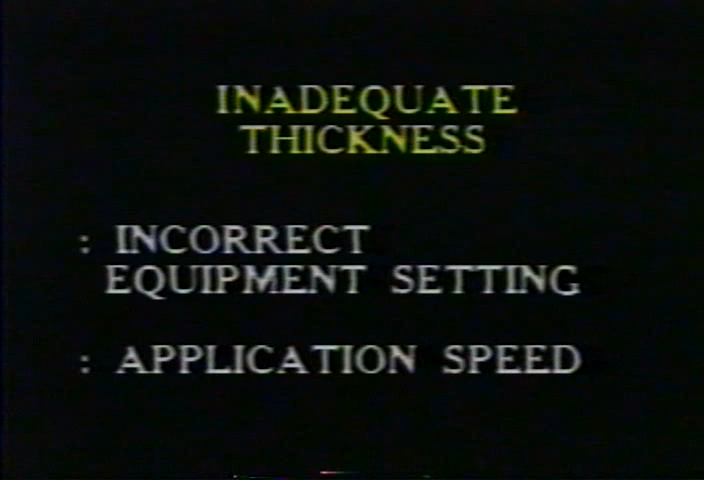 INADEQUATE
THICKNESS
: INCORRECT
EQUIPMENT SETTING
: APPLICATION SPEED